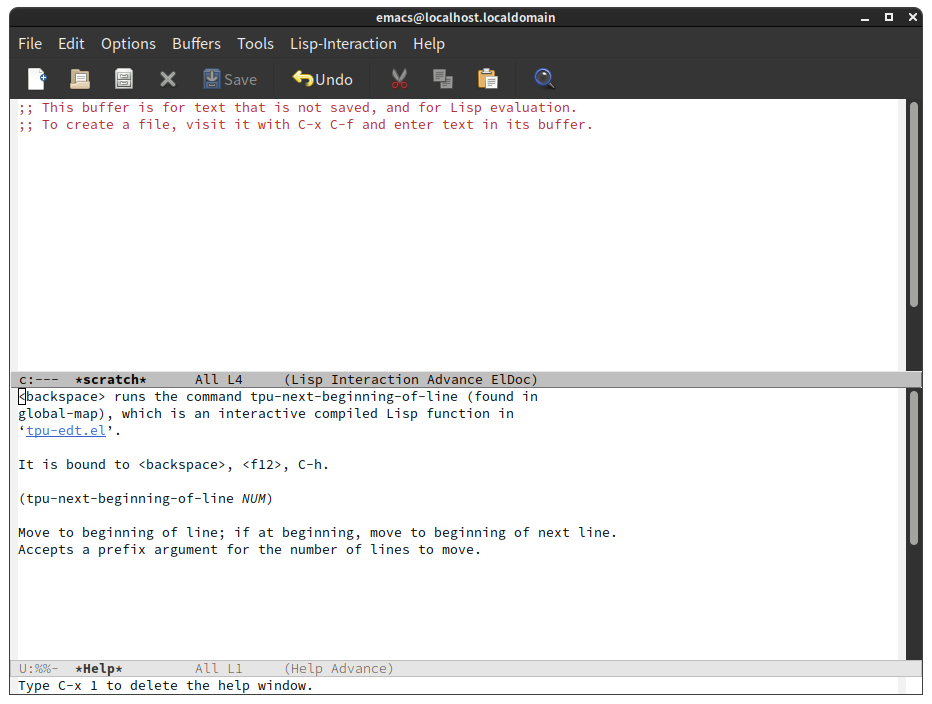 emacs@localhost.localdomain
File Edit Options Buffers Tools Lisp-Interaction Help
Save Undo
;; This buffer is for text that is not saved, and for Lisp evaluation.
;; To create a file, visit it with C-x C-f and enter text in its buffer.
c:--- *scratch* All L4 (Lisp Interaction Advance ElDoc)
<backspace> runs the command tpu-next-beginning-of-line (found in
global-map), which is an interactive compiled Lisp function in
‘tpu-edt.el’.
It is bound to <backspace>, <f12>, C-h.
(tpu-next-beginning-of-line NUM)
Move to beginning of line; if at beginning, move to beginning of next line.
Accepts a prefix argument for the number of lines to move.
U:%%- *Help* All L1 (Help Advance)
Type C-x 1 to delete the help window.